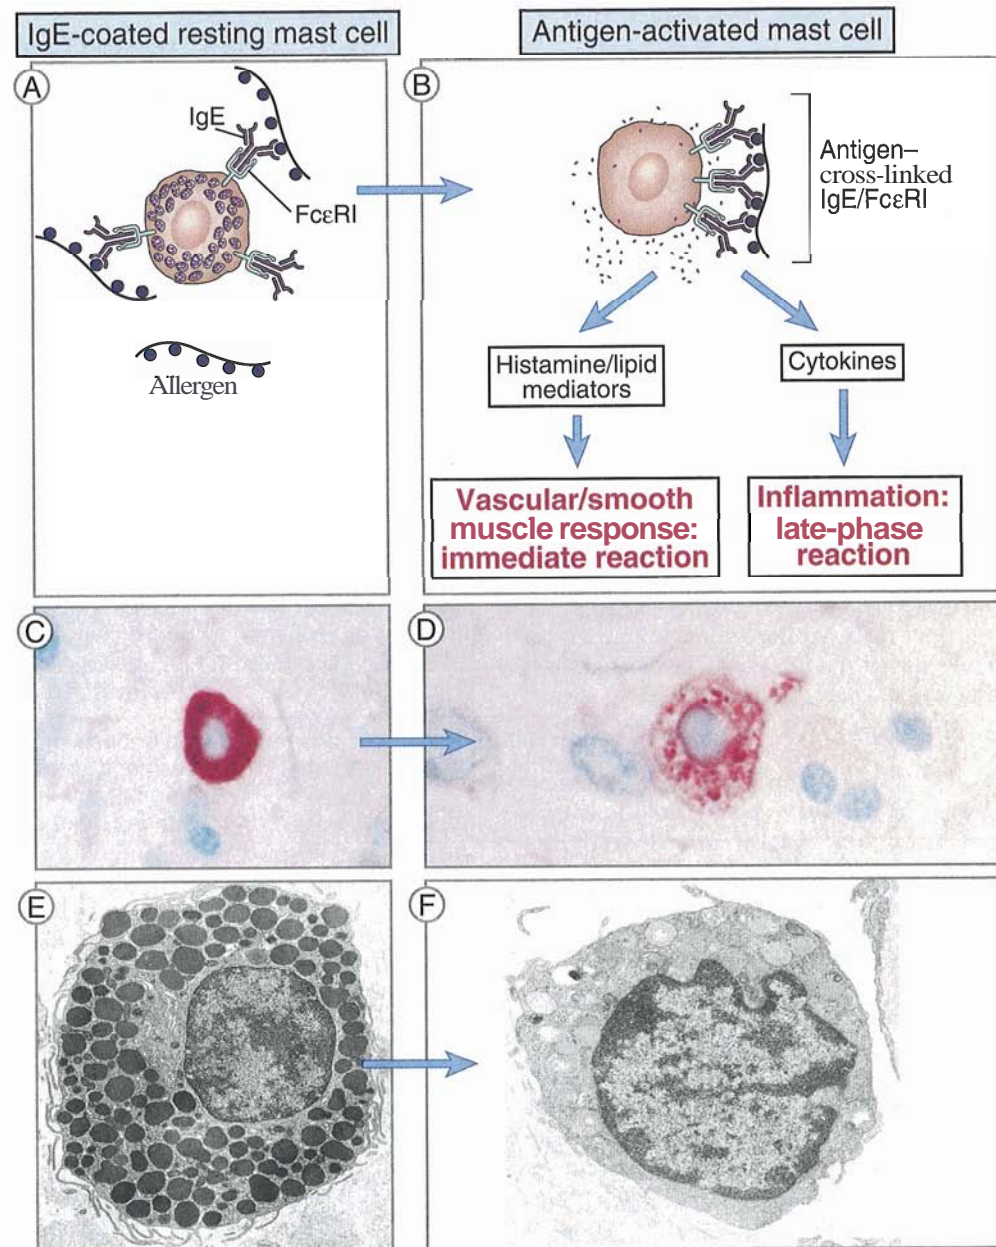 IgE-coated resting mast cell
Antigen-activated mast cell
A
IgE
FcεRI
Allergen
B
Antigen–
cross-linked
IgE/FcεRI
Histamine/lipid
mediators
Cytokines
Vascular/smooth
muscle response:
immediate reaction
Inflammation:
late-phase
reaction
C
D
E
F